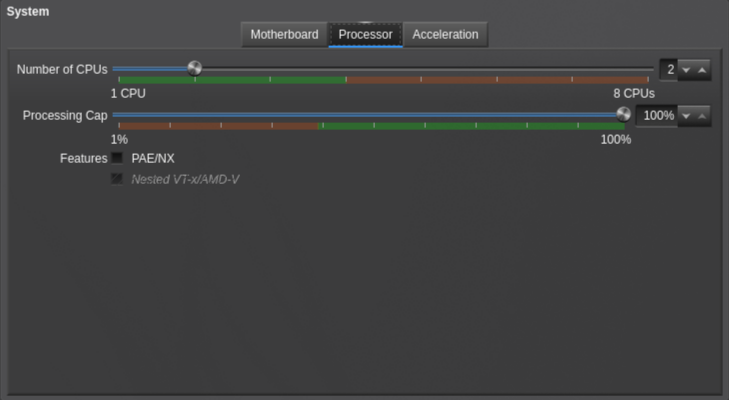 System
Motherboard Processor Acceleration
Number of CPUs 2
1 CPU 8 CPUs
Processing Cap 100%
1% 100%
Features PAE/NX
Nested VT-x/AMD-V